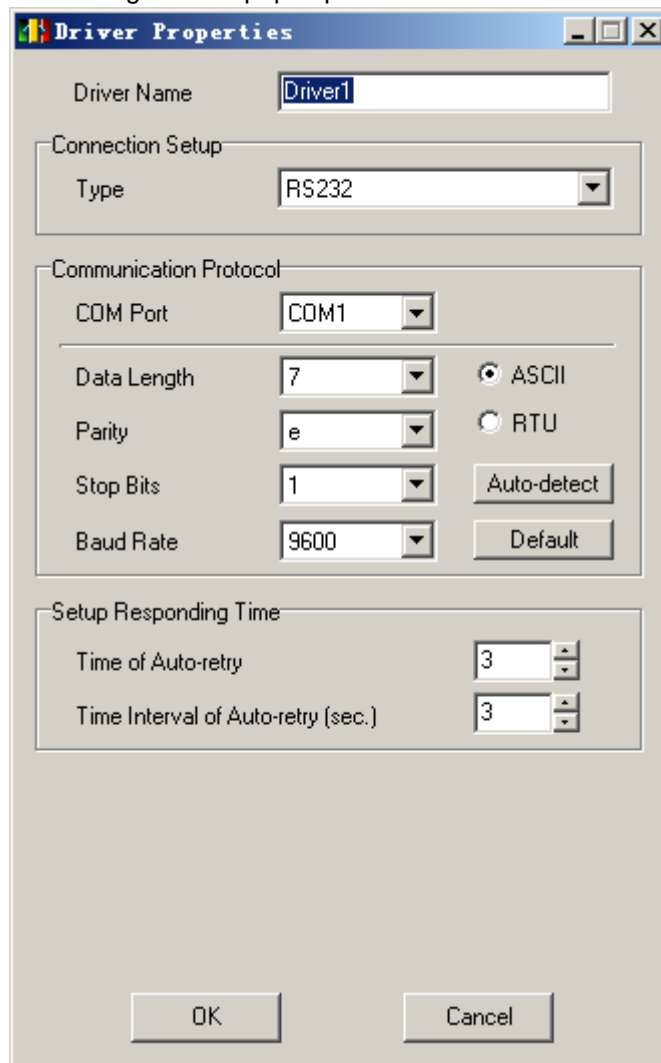 Driver Properties
Driver Name Driver1
Connection Setup
Type RS232
Communication Protocol
COM Port COM1
Data Length 7 ASCII
Parity e RTU
Stop Bits 1 Auto-detect
Baud Rate 9600 Default
Setup Responding Time
Time of Auto-retry 3
Time Interval of Auto-retry (sec.) 3
OK Cancel